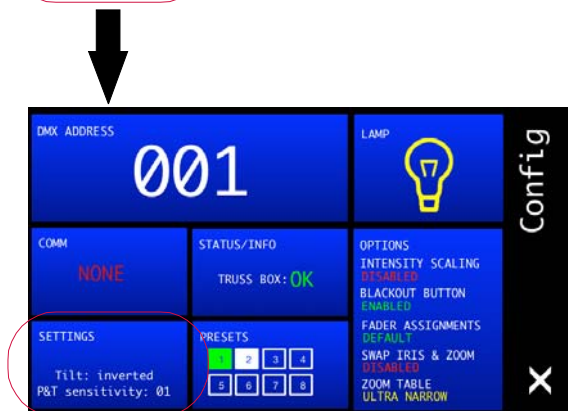 DMX ADDRESS
001
LAMP
Config
COMM
NONE
STATUS/INFO
TRUSS BOX: OK
OPTIONS
INTENSITY SCALING
DISABLED
BLACKOUT BUTTON
ENABLED
FADER ASSIGNMENTS
DEFAULT
SWAP IRIS & ZOOM
DISABLED
ZOOM TABLE
ULTRA NARROW
SETTINGS
Tilt: inverted
P&T sensitivity: 01
PRESETS
1 2 3 4
5 6 7 8
X